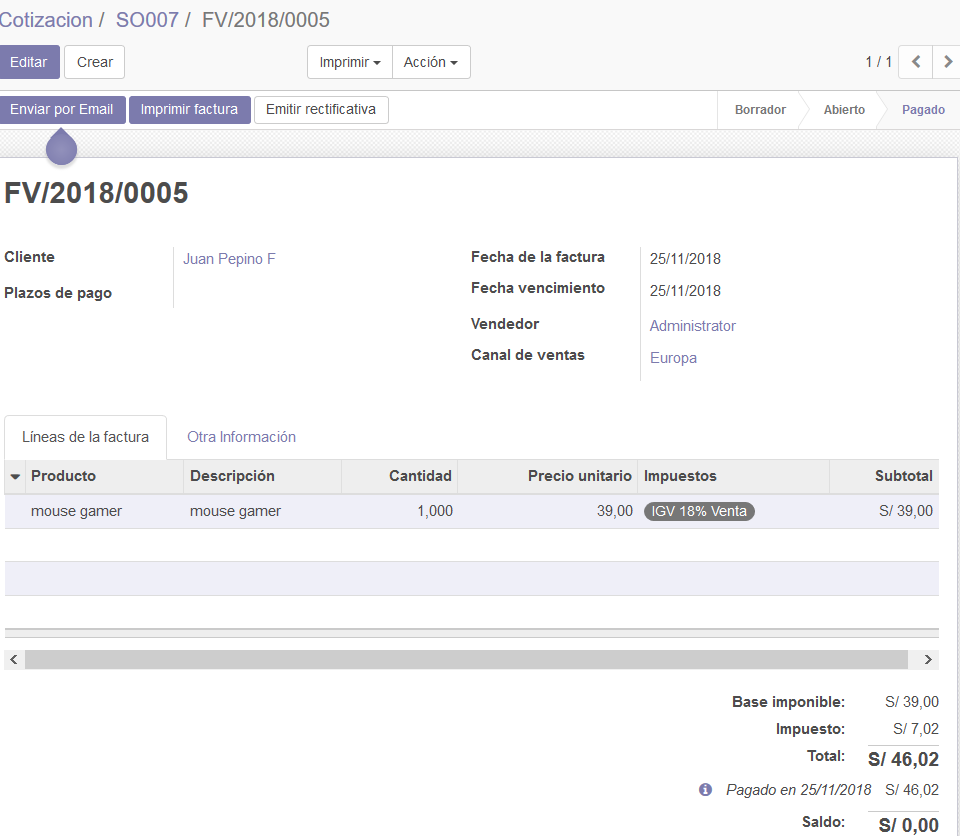 Cotizacion / SO007 / FV/2018/0005
Editar Crear Imprimir Acción 1 / 1
Enviar por Email Imprimir factura Emitir rectificativa Borrador Abierto Pagado
FV/2018/0005
Cliente Juan Pepino F Fecha de la factura 25/11/2018
Plazos de pago Fecha vencimiento 25/11/2018
Vendedor Administrator
Canal de ventas Europa
Líneas de la factura Otra Información
Producto Descripción Cantidad Precio unitario Impuestos Subtotal
mouse gamer mouse gamer 1,000 39,00 IGV 18% Venta S/ 39,00
Base imponible: S/ 39,00
Impuesto: S/ 7,02
Total: S/ 46,02
Pagado en 25/11/2018 S/ 46,02
Saldo: S/ 0,00